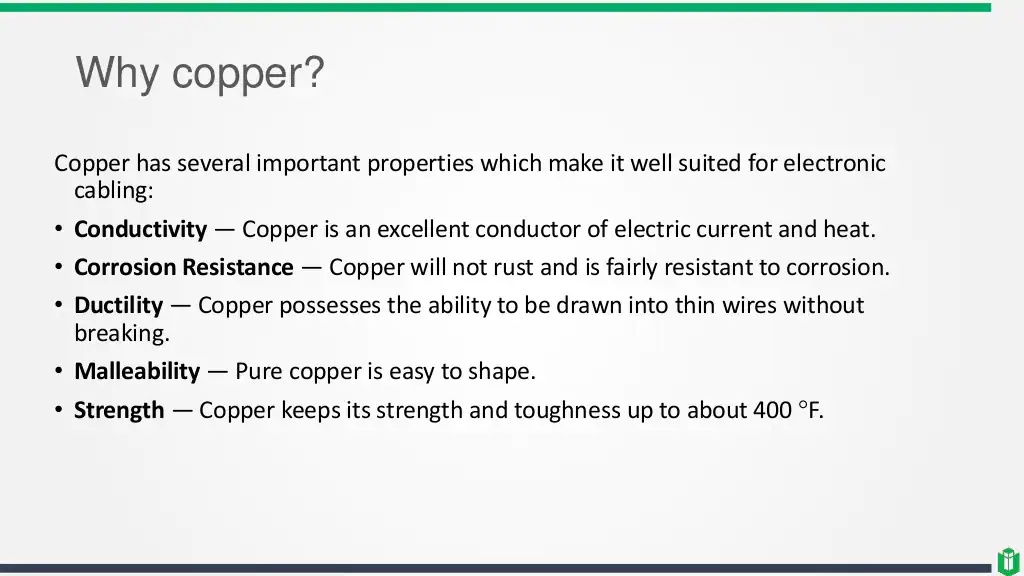 Why copper?
Copper has several important properties which make it well suited for electronic
cabling:
• Conductivity — Copper is an excellent conductor of electric current and heat.
• Corrosion Resistance — Copper will not rust and is fairly resistant to corrosion.
• Ductility — Copper possesses the ability to be drawn into thin wires without
breaking.
• Malleability — Pure copper is easy to shape.
• Strength — Copper keeps its strength and toughness up to about 400 °F.